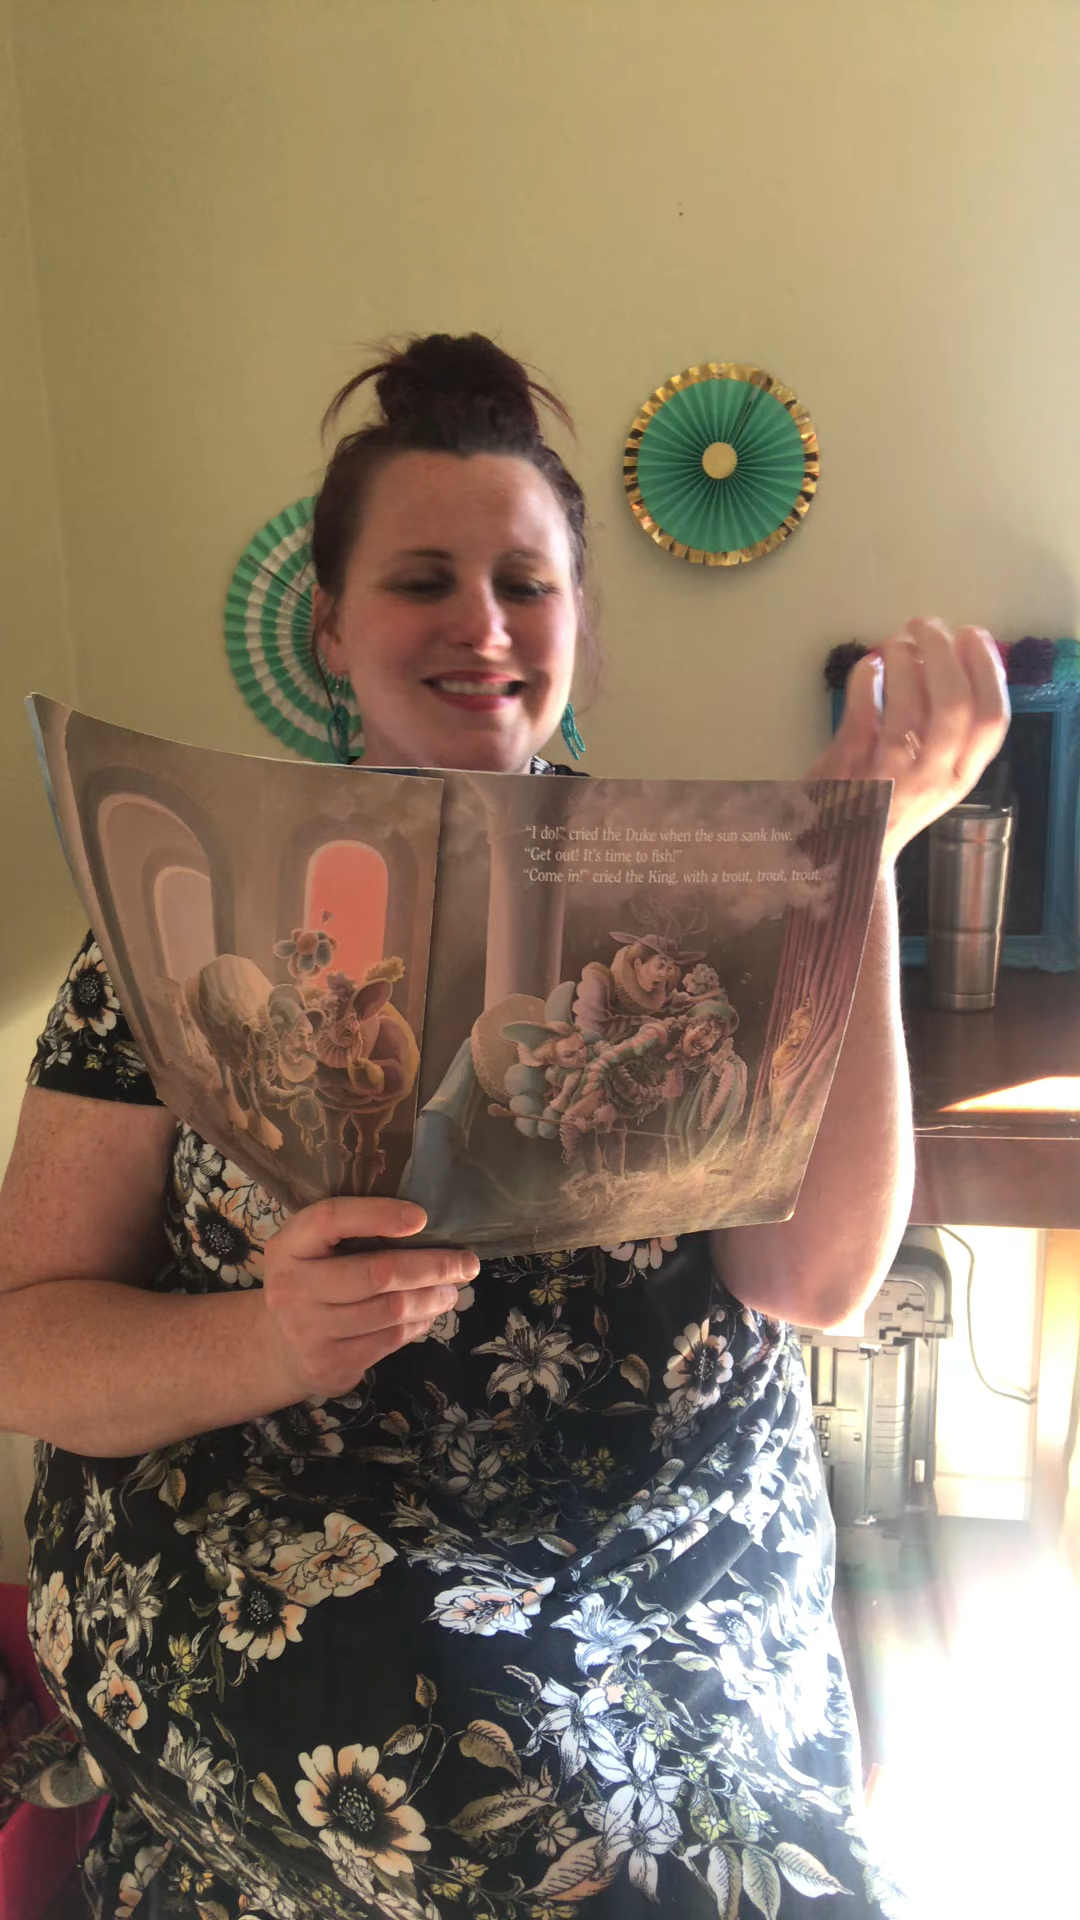 “I do!” cried the Duke when the sun sank low.
“Get out! It's time to fish!”
“Come in!” cried the King, with a trout, trout, trout.